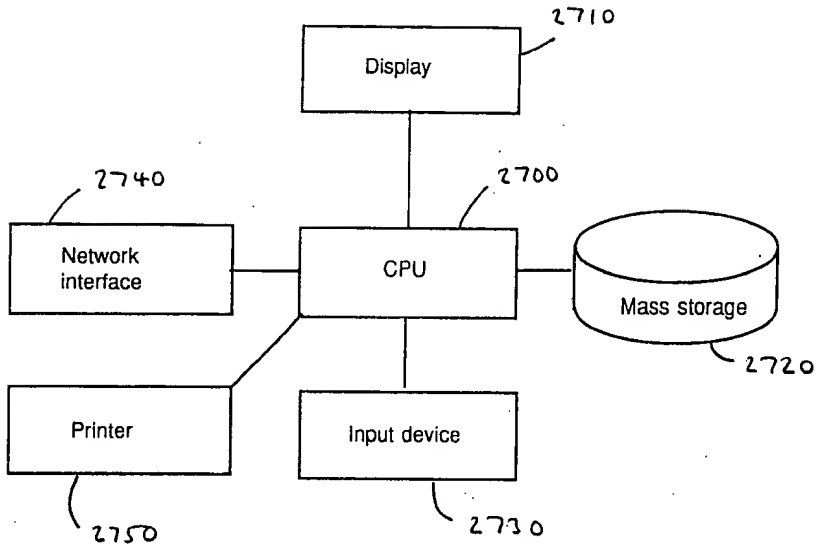 2710
Display
2740
2700
Network
interface
CPU
Mass storage
2720
Printer
Input device
2750
2730